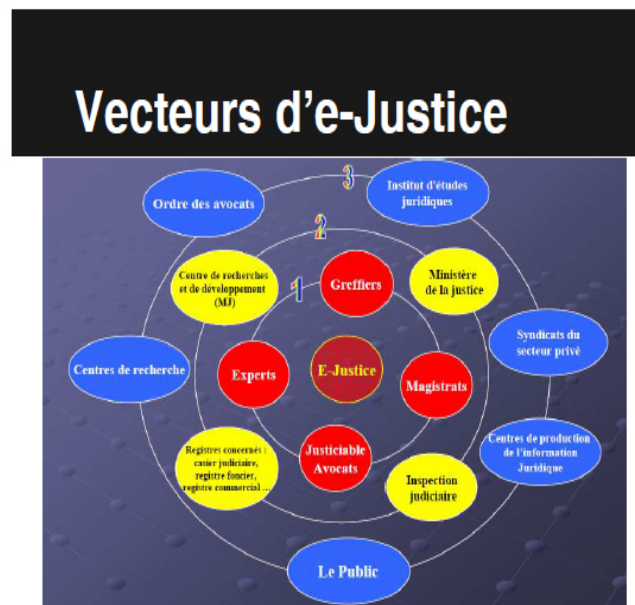 Vecteurs d'e-Justice
3
Ordre des avocats
Institut d'études
juridiques
2
Centre de recherches
et de développement
(MJ)
1
Greffiers
Ministère
de la justice
Syndicats du
secteur privé
Centres de recherche
Experts
E-Justice
Magistrats
Registres concernés :
casier judiciaire,
registre foncier,
registre commercial ...
Justiciable
Avocats
Inspection
judiciaire
Centres de production
de l'information
Juridique
Le Public